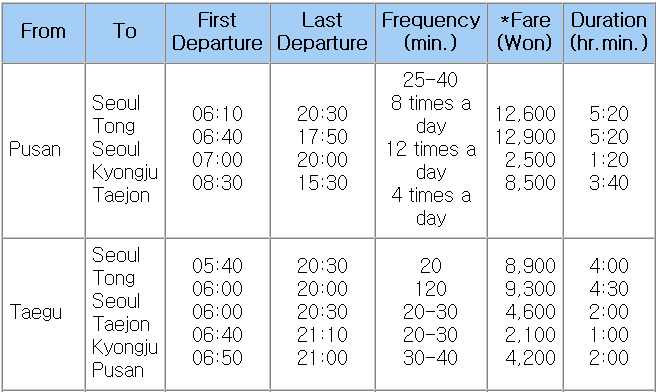 From To First Departure Last Departure Frequency (min.) *Fare (Won) Duration (hr.min.)
Pusan
Seoul
Tong
Seoul
Kyongju
Taejon
06:10
06:40
07:00
08:30
20:30
17:50
20:00
15:30
25-40
8 times a
day
12 times a
day
4 times a
day
12,600
12,900
2,500
8,500
5:20
5:20
1:20
3:40
Taegu
Seoul
Tong
Seoul
Taejon
Kyongju
Pusan
05:40
06:00
06:00
06:40
06:50
20:30
20:00
20:30
21:10
21:00
20
120
20-30
20-30
30-40
8,900
9,300
4,600
2,100
4,200
4:00
4:30
2:00
1:00
2:00